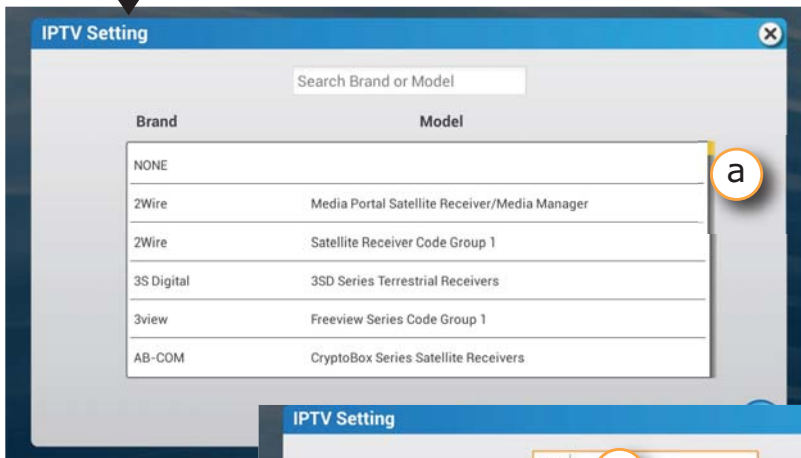 IPTV Setting
Search Brand or Model
Brand Model
NONE
a
2Wire Media Portal Satellite Receiver/Media Manager
2Wire Satellite Receiver Code Group 1
3S Digital 3SD Series Terrestrial Receivers
3view Freeview Series Code Group 1
AB-COM CryptoBox Series Satellite Receivers
IPTV Setting